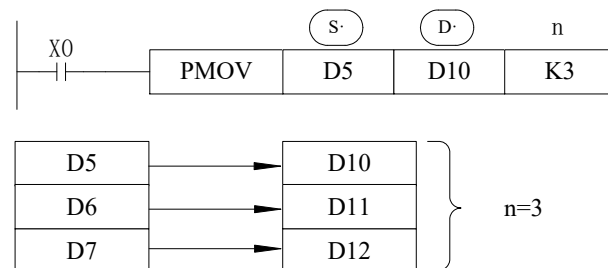 S· D· n
X0
PMOV D5 D10 K3
D5 D10
D6 D11 n=3
D7 D12